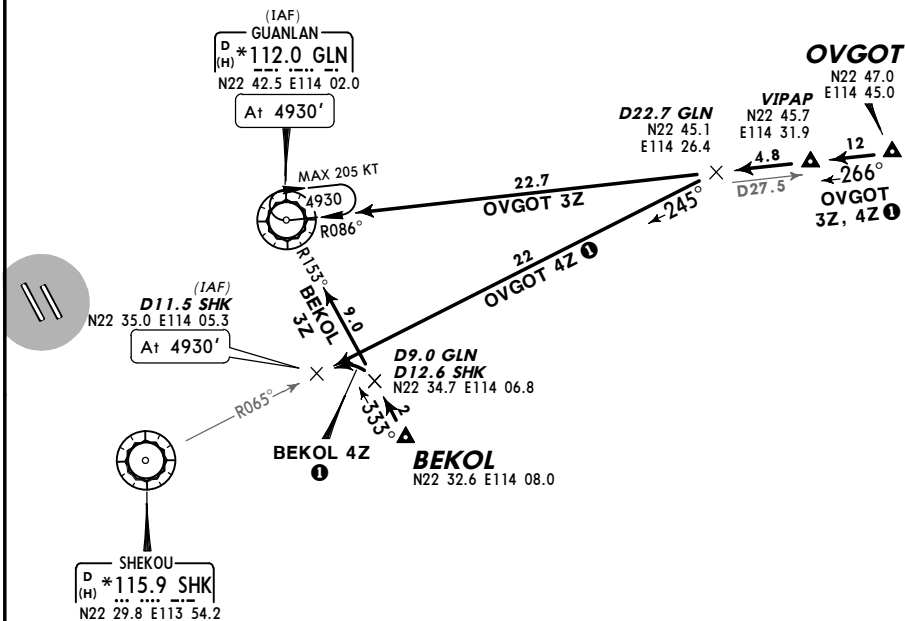 (IAF)
GUANLAN
D
(H) *112.0 GLN
N22 42.5 E114 02.0
At 4930'
OVGOT
N22 47.0
E114 45.0
VIPAP
N22 45.7
E114 31.9
D22.7 GLN
N22 45.1
E114 26.4
4.8
12
D27.5
266°
OVGOT
3Z, 4Z ❶
MAX 205 KT
4930
R086°
22.7
OVGOT 3Z
245°
22
OVGOT 4Z ❶
R153°
BEKOL
3Z
9.0
(IAF)
D11.5 SHK
N22 35.0 E114 05.3
At 4930'
D9.0 GLN
D12.6 SHK
N22 34.7 E114 06.8
R065°
333°
2
BEKOL 4Z
❶
BEKOL
N22 32.6 E114 08.0
SHEKOU
D
(H) *115.9 SHK
N22 29.8 E113 54.2